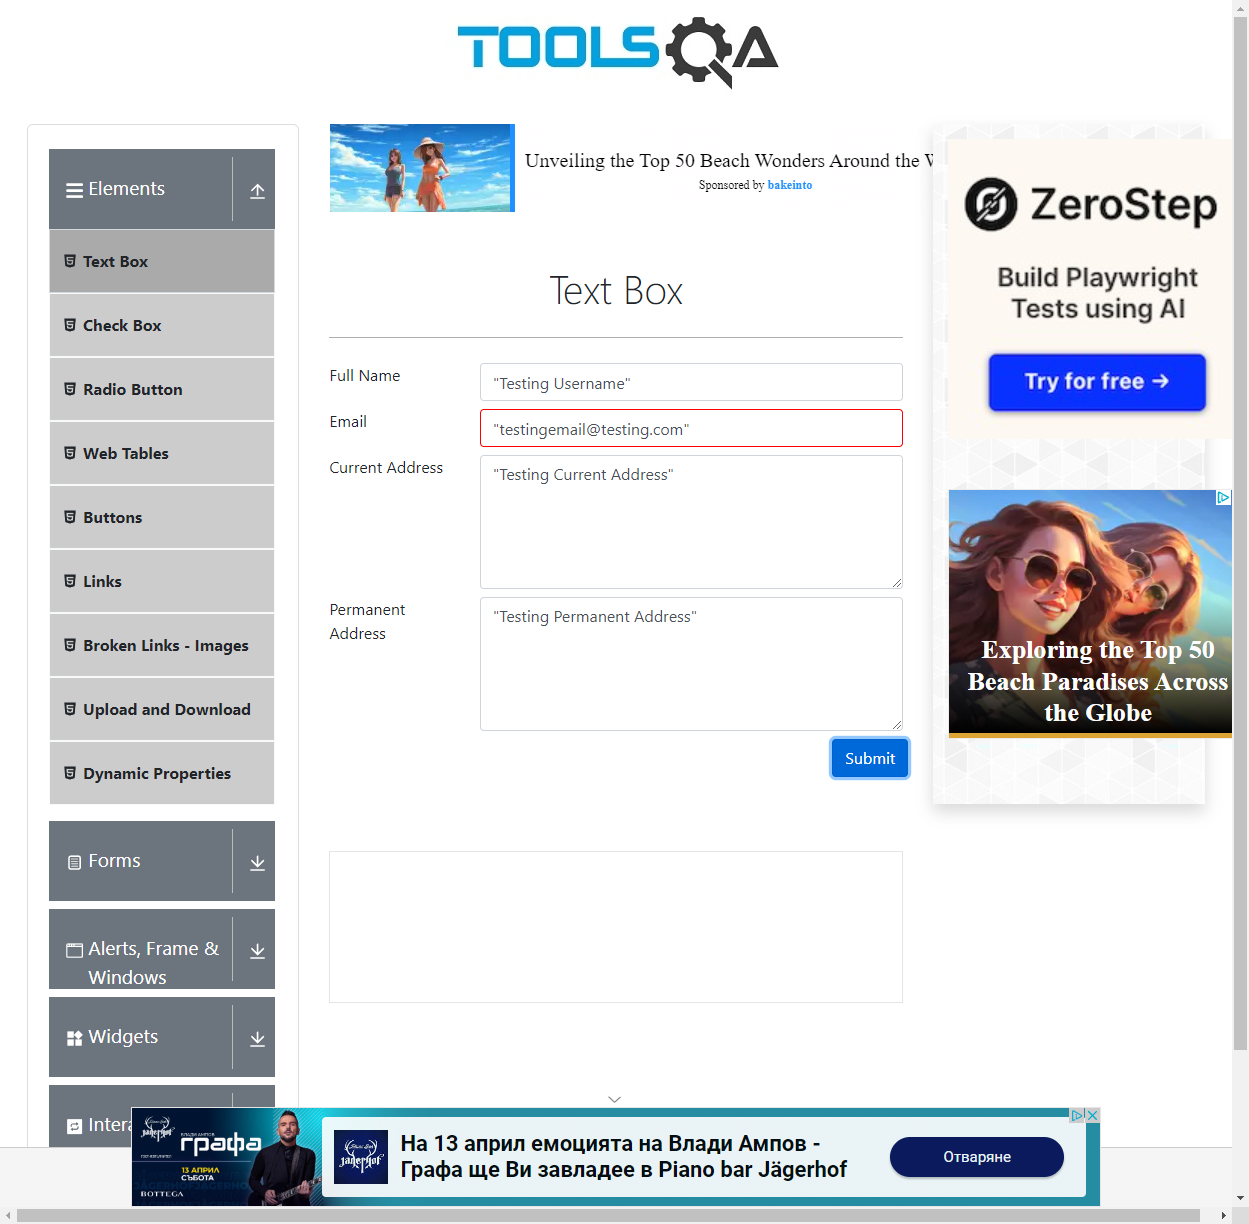 TOOLSQA
Elements
Text Box
Check Box
Radio Button
Web Tables
Buttons
Links
Broken Links - Images
Upload and Download
Dynamic Properties
Forms
Alerts, Frame &
Windows
Widgets
Intera
Unveiling the Top 50 Beach Wonders Around the W
Sponsored by bakeinto
Text Box
Full Name
"Testing Username"
Email
"testingemail@testing.com"
Current Address
"Testing Current Address"
Permanent
Address
"Testing Permanent Address"
Submit
ZeroStep
Build Playwright
Tests using AI
Try for free →
Exploring the Top 50
Beach Paradises Across
the Globe
Jägerhof
ВЛАДИ АМПОВ
графа
13 АПРИЛ
СЪБОТА
BOTTEGA
Jägerhof
На 13 април емоцията на Влади Ампов -
Графа ще Ви завладее в Piano bar Jägerhof
Отваряне